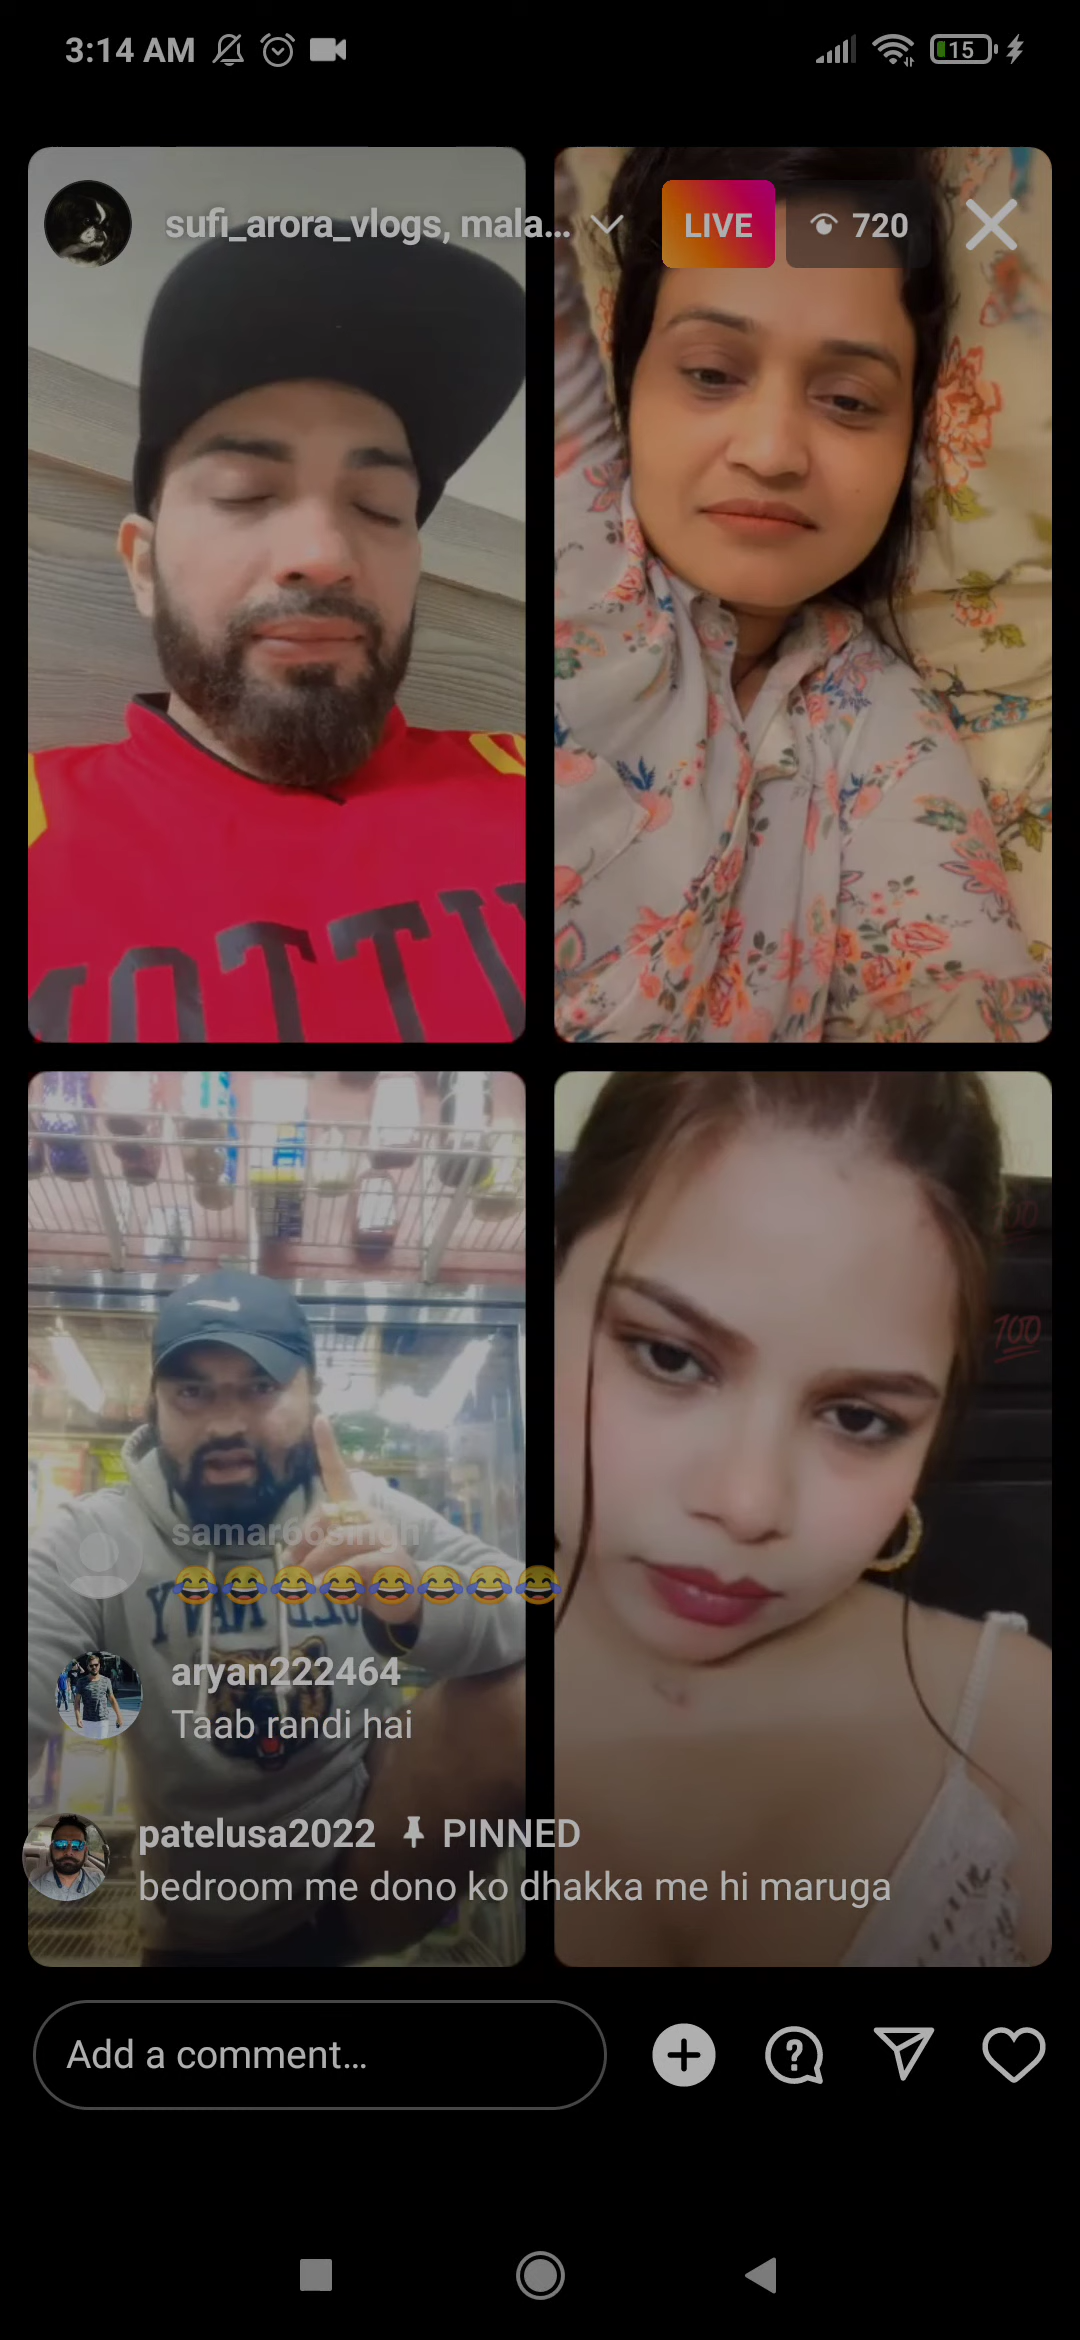 3:14 AM
15
sufi_arora_vlogs, mala...
LIVE
720
100
samar66singh
😂😂😂😂😂😂😂😂
aryan222464
Taab randi hai
patelusa2022 PINNED
bedroom me dono ko dhakka me hi maruga
Add a comment...